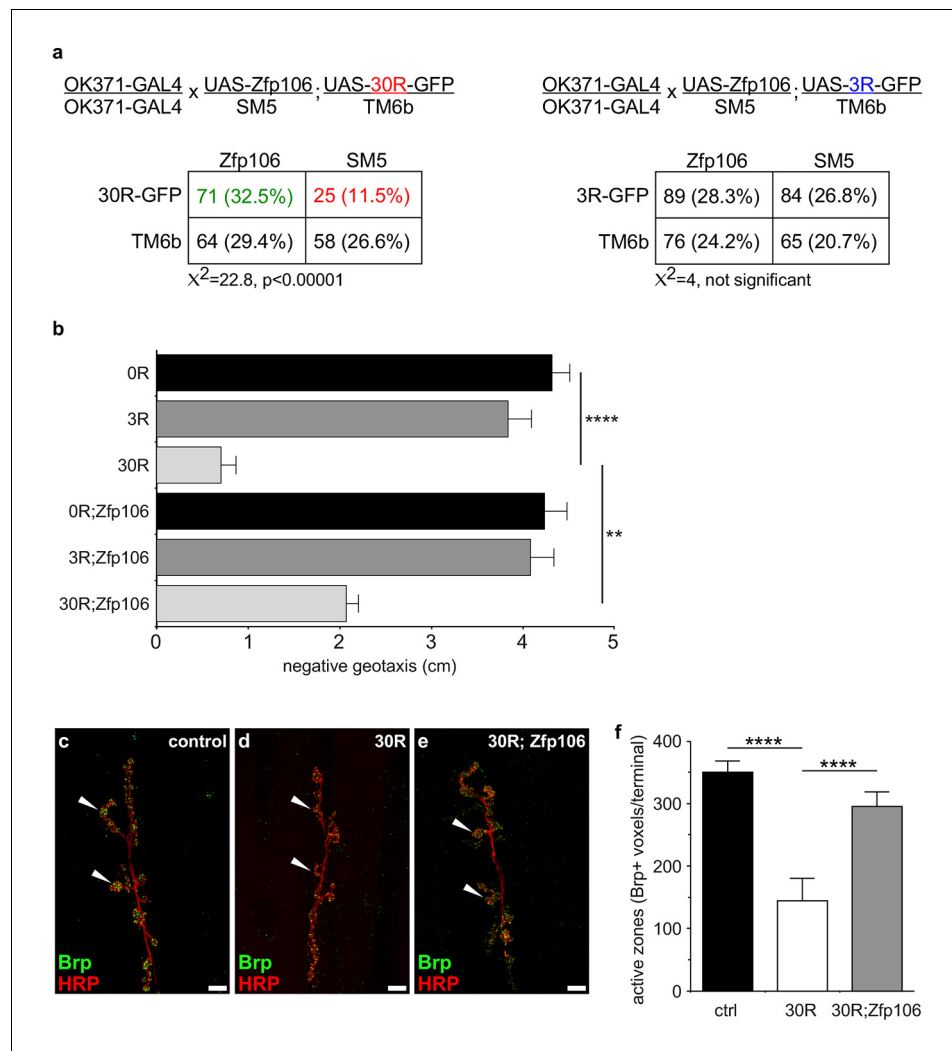 a
OK371-GAL4 x UAS-Zfp106 ; UAS-30R-GFP
OK371-GAL4 SM5 TM6b
Zfp106 SM5
30R-GFP 71 (32.5%) 25 (11.5%)
TM6b 64 (29.4%) 58 (26.6%)
X²=22.8, p<0.00001
OK371-GAL4 x UAS-Zfp106 ; UAS-3R-GFP
OK371-GAL4 SM5 TM6b
Zfp106 SM5
3R-GFP 89 (28.3%) 84 (26.8%)
TM6b 76 (24.2%) 65 (20.7%)
X²=4, not significant
b
0R
3R
30R
0R;Zfp106
3R;Zfp106
30R;Zfp106
****
**
0 1 2 3 4 5
negative geotaxis (cm)
c control
Brp
HRP
d 30R
Brp
HRP
e 30R; Zfp106
Brp
HRP
f
active zones (Brp+ voxels/terminal)
400
300
200
100
0
**** ****
ctrl 30R 30R;Zfp106